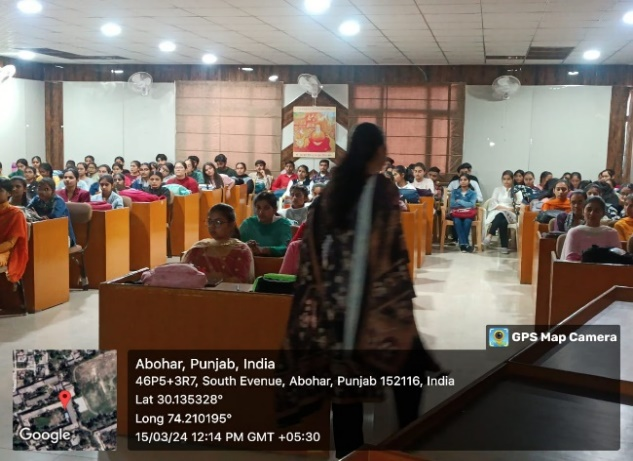 GPS Map Camera
Abohar, Punjab, India
46P5+3R7, South Evenue, Abohar, Punjab 152116, India
Lat 30.135328°
Long 74.210195°
15/03/24 12:14 PM GMT +05:30
Google